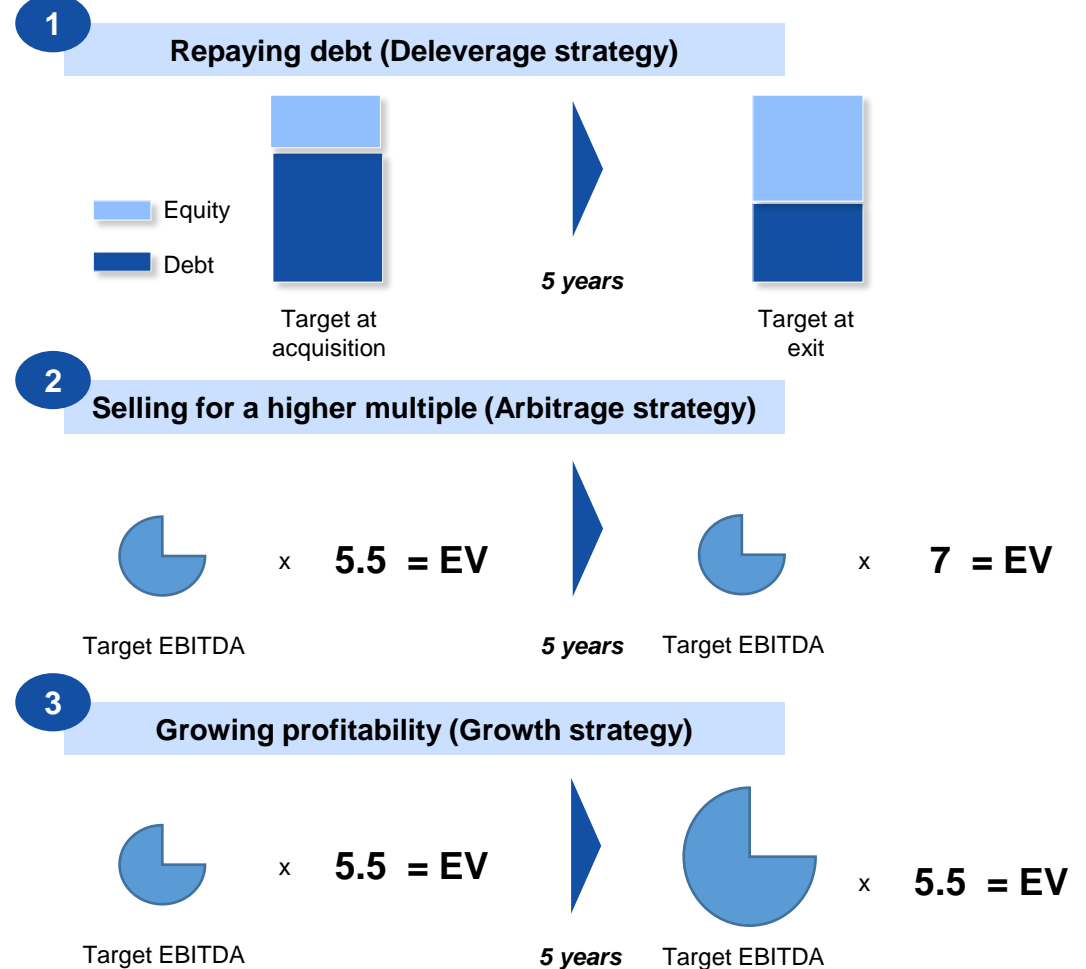 1
Repaying debt (Deleverage strategy)
Equity
Debt
5 years
Target at
acquisition
Target at
exit
2
Selling for a higher multiple (Arbitrage strategy)
x 5.5 = EV
x 7 = EV
Target EBITDA
5 years
Target EBITDA
3
Growing profitability (Growth strategy)
x 5.5 = EV
x 5.5 = EV
Target EBITDA
5 years
Target EBITDA